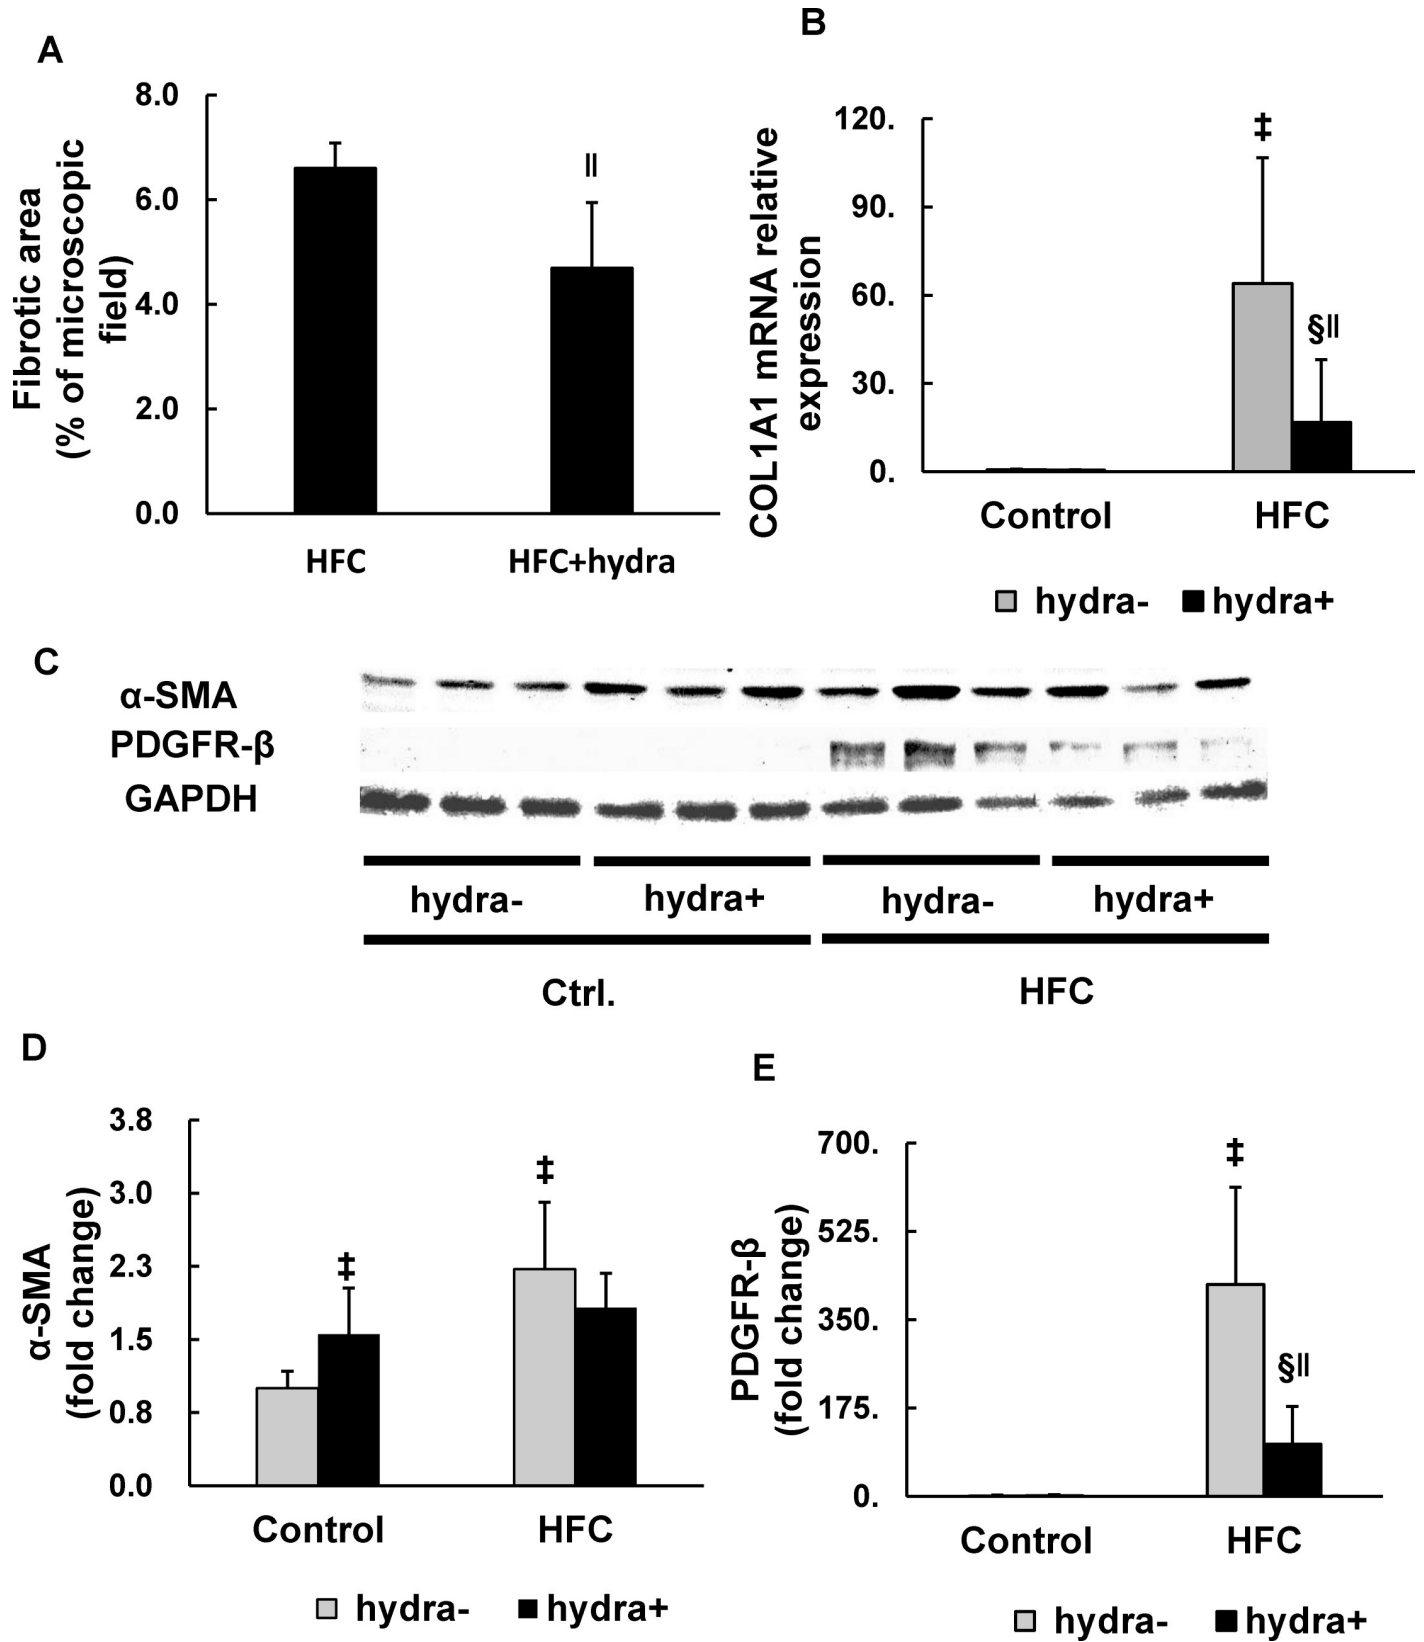 A
8.0
6.0
4.0
2.0
0.0
Fibrotic area
(% of microscopic
field)
‖
HFC
HFC+hydra
B
120.
90.
60.
30.
0.
COL1A1 mRNA relative
expression
‡
§‖
Control
HFC
hydra-
hydra+
C
α-SMA
PDGFR-β
GAPDH
hydra-
hydra+
hydra-
hydra+
Ctrl.
HFC
D
3.8
3.0
2.3
1.5
0.8
0.0
α-SMA
(fold change)
‡
‡
Control
HFC
hydra-
hydra+
E
700.
525.
350.
175.
0.
PDGFR-β
(fold change)
‡
§‖
Control
HFC
hydra-
hydra+